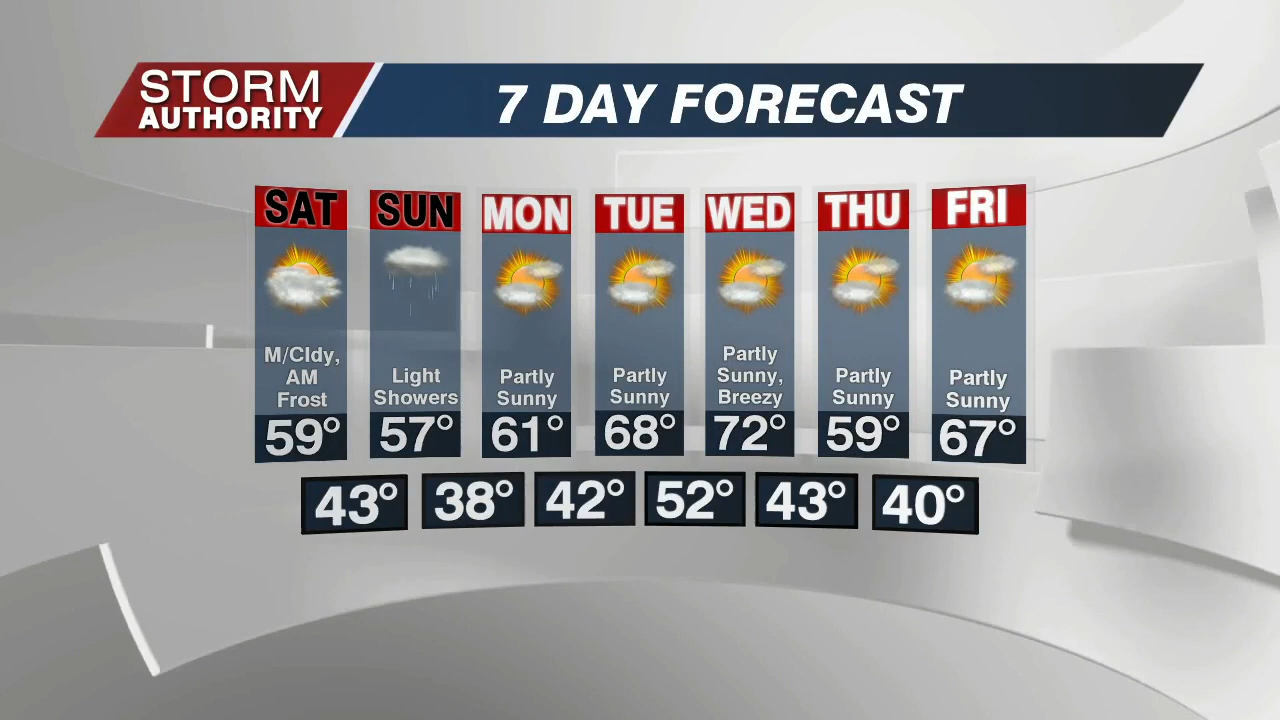 STORM
AUTHORITY
7 DAY FORECAST
SAT SUN MON TUE WED THU FRI
M/Cldy,
AM
Frost
Light
Showers
Partly
Sunny
Partly
Sunny
Partly
Sunny,
Breezy
Partly
Sunny
Partly
Sunny
59° 57° 61° 68° 72° 59° 67°
43° 38° 42° 52° 43° 40°